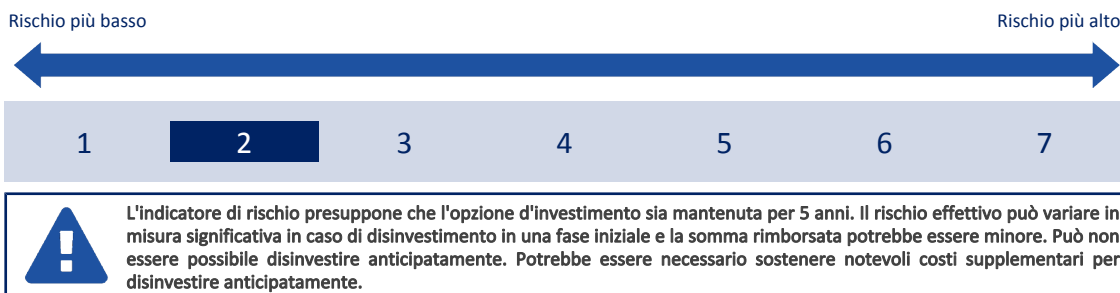 Rischio più basso Rischio più alto
1 2 3 4 5 6 7
L'indicatore di rischio presuppone che l'opzione d'investimento sia mantenuta per 5 anni. Il rischio effettivo può variare in
misura significativa in caso di disinvestimento in una fase iniziale e la somma rimborsata potrebbe essere minore. Può non
essere possibile disinvestire anticipatamente. Potrebbe essere necessario sostenere notevoli costi supplementari per
disinvestire anticipatamente.